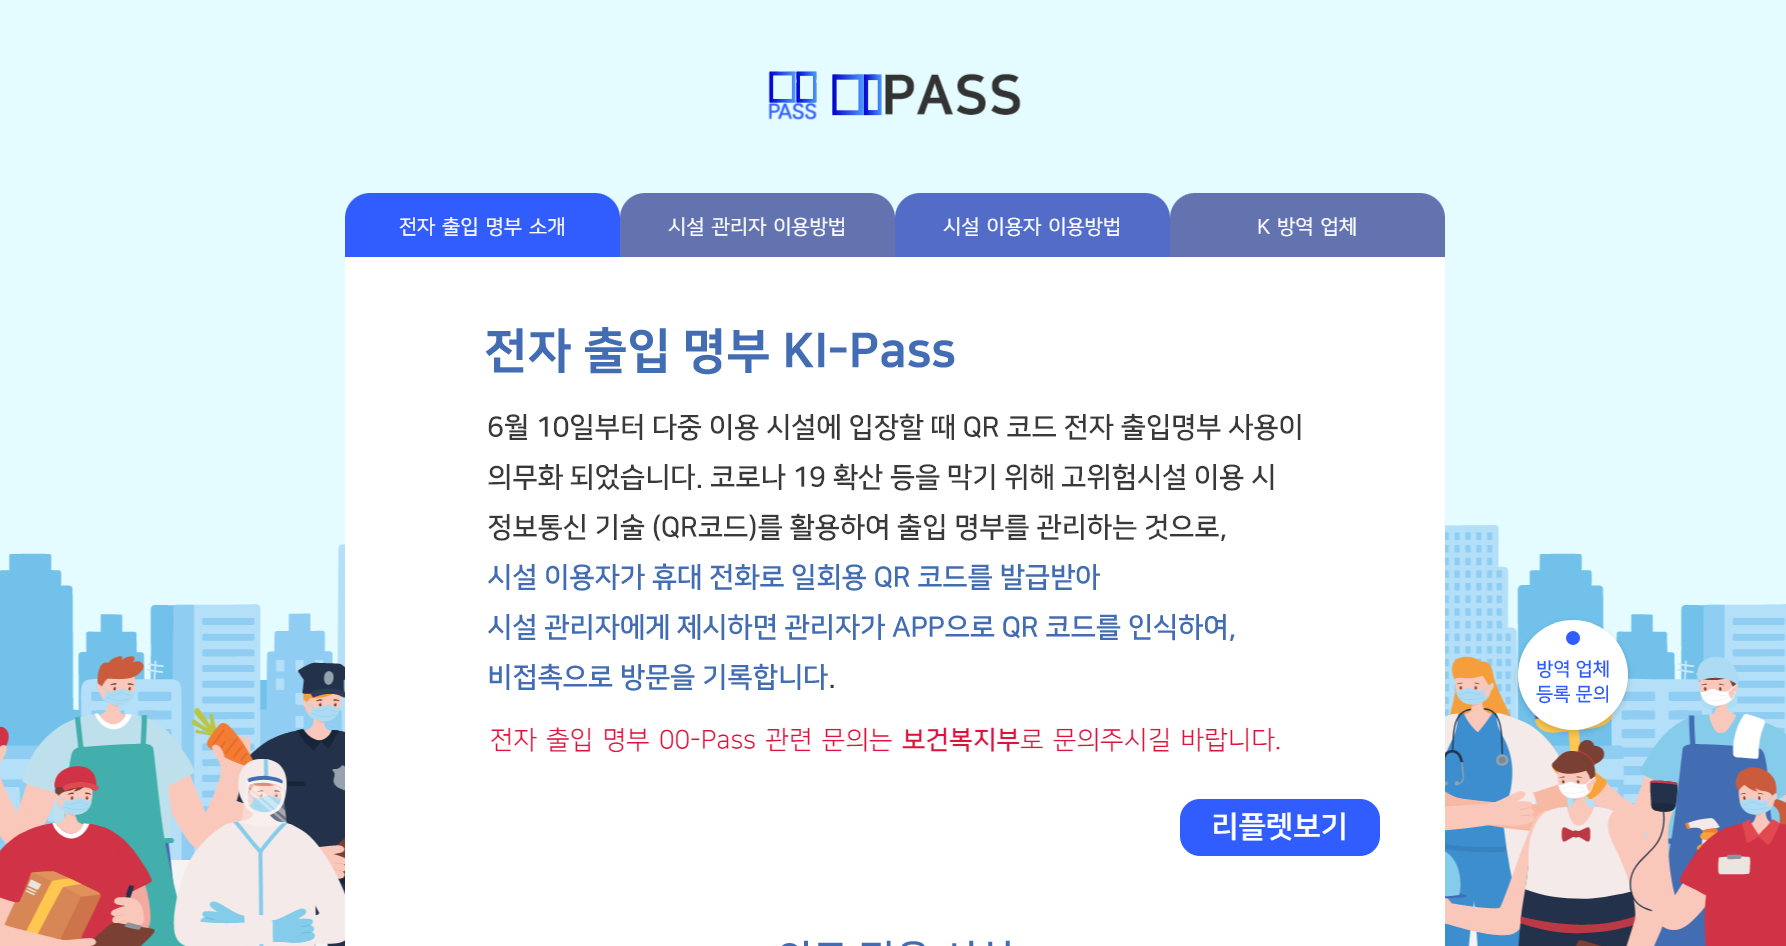 PASS PASS
전자 출입 명부 소개
시설 관리자 이용방법
시설 이용자 이용방법
K 방역 업체
전자 출입 명부 KI-Pass
6월 10일부터 다중 이용 시설에 입장할 때 QR 코드 전자 출입명부 사용이
의무화 되었습니다. 코로나 19 확산 등을 막기 위해 고위험시설 이용 시
정보통신 기술 (QR코드)를 활용하여 출입 명부를 관리하는 것으로,
시설 이용자가 휴대 전화로 일회용 QR 코드를 발급받아
시설 관리자에게 제시하면 관리자가 APP으로 QR 코드를 인식하여,
비접촉으로 방문을 기록합니다.
전자 출입 명부 00-Pass 관련 문의는 보건복지부로 문의주시길 바랍니다.
리플렛보기
방역 업체
등록 문의